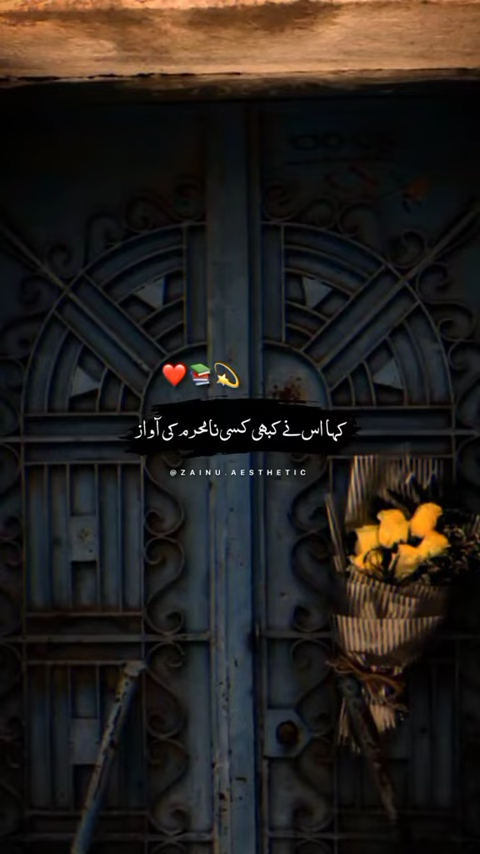 ❤️📚💫
کہا اس نے کبھی کسی نامحرم کی آواز
@ZAINU.AESTHETIC